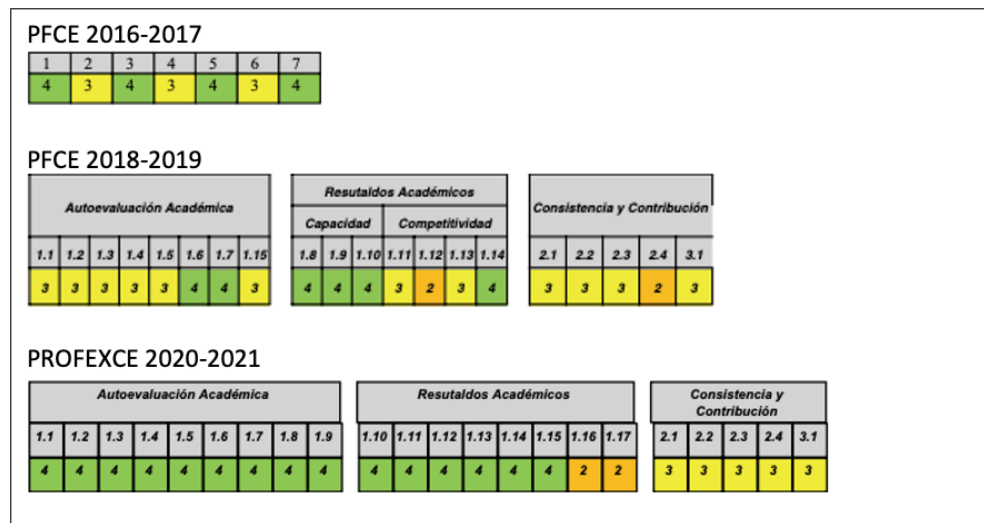 PFCE 2016-2017
1 2 3 4 5 6 7
4 3 4 3 4 3 4
PFCE 2018-2019
Autoevaluación Académica
1.1 1.2 1.3 1.4 1.5 1.6 1.7 1.15
3 3 3 3 3 4 4 3
Resutaldos Académicos
Capacidad Competitividad
1.8 1.9 1.10 1.11 1.12 1.13 1.14
4 4 4 3 2 3 4
Consistencia y Contribución
2.1 2.2 2.3 2.4 3.1
3 3 3 2 3
PROFEXCE 2020-2021
Autoevaluación Académica
1.1 1.2 1.3 1.4 1.5 1.6 1.7 1.8 1.9
4 4 4 4 4 4 4 4 4
Resutaldos Académicos
1.10 1.11 1.12 1.13 1.14 1.15 1.16 1.17
4 4 4 4 4 4 2 2
Consistencia y
Contribución
2.1 2.2 2.3 2.4 3.1
3 3 3 3 3